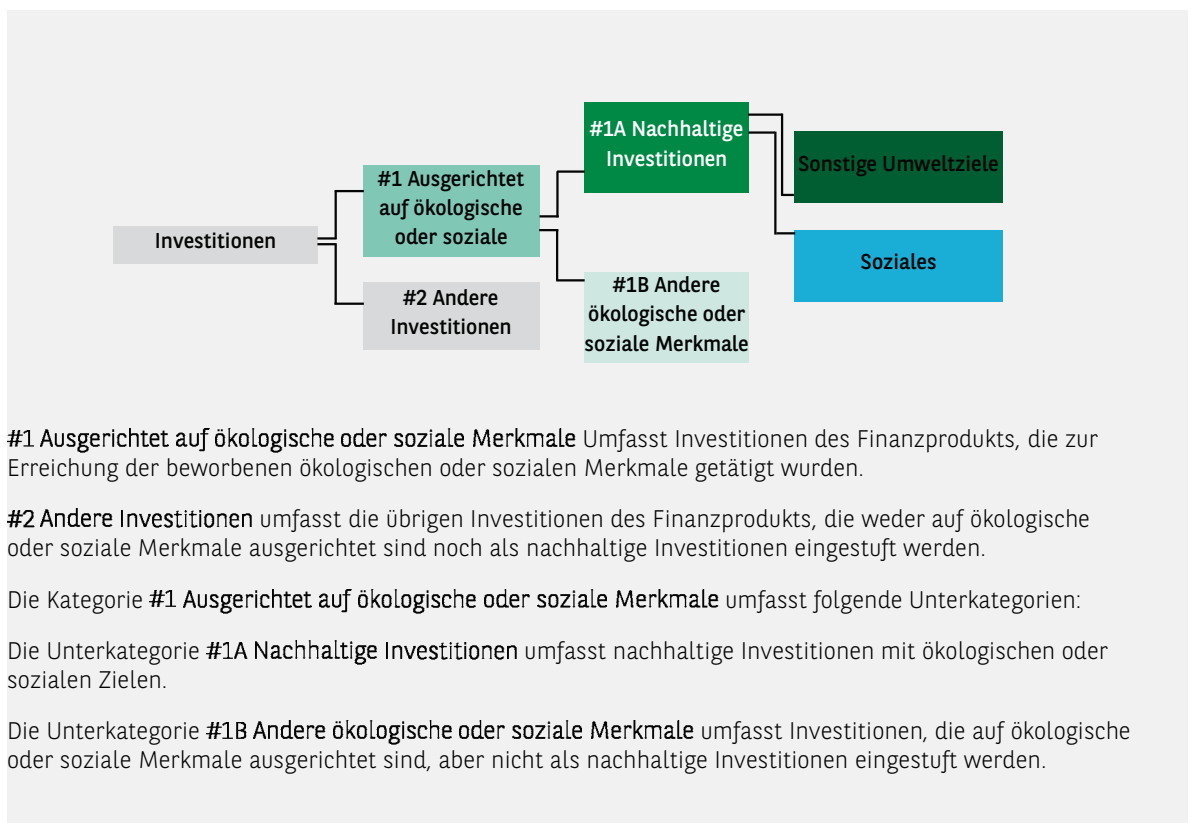 #1A Nachhaltige
Investitionen
Sonstige Umweltziele
#1 Ausgerichtet
auf ökologische
oder soziale
Investitionen
Soziales
#2 Andere
Investitionen
#1B Andere
ökologische oder
soziale Merkmale
#1 Ausgerichtet auf ökologische oder soziale Merkmale Umfasst Investitionen des Finanzprodukts, die zur
Erreichung der beworbenen ökologischen oder sozialen Merkmale getätigt wurden.
#2 Andere Investitionen umfasst die übrigen Investitionen des Finanzprodukts, die weder auf ökologische
oder soziale Merkmale ausgerichtet sind noch als nachhaltige Investitionen eingestuft werden.
Die Kategorie #1 Ausgerichtet auf ökologische oder soziale Merkmale umfasst folgende Unterkategorien:
Die Unterkategorie #1A Nachhaltige Investitionen umfasst nachhaltige Investitionen mit ökologischen oder
sozialen Zielen.
Die Unterkategorie #1B Andere ökologische oder soziale Merkmale umfasst Investitionen, die auf ökologische
oder soziale Merkmale ausgerichtet sind, aber nicht als nachhaltige Investitionen eingestuft werden.